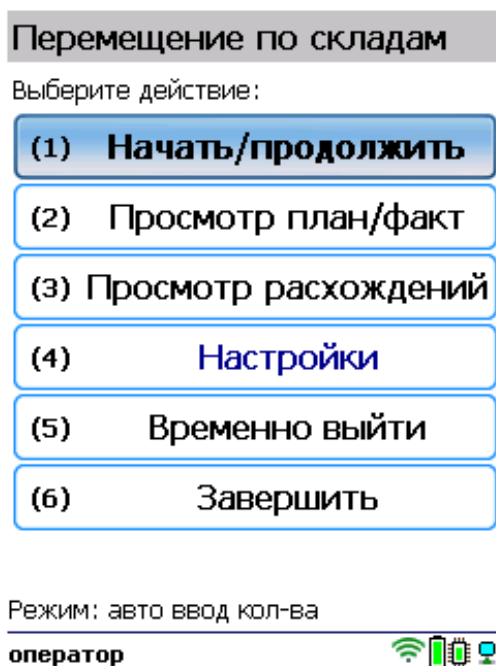 Перемещение по складам
Выберите действие:
(1) Начать/продолжить
(2) Просмотр план/факт
(3) Просмотр расхождений
(4) Настройки
(5) Временно выйти
(6) Завершить
Режим: авто ввод кол-ва
оператор